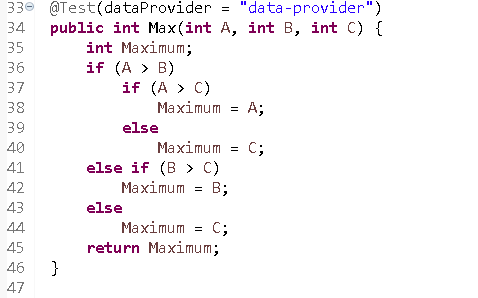 33 @Test(dataProvider = "data-provider")
34 public int Max(int A, int B, int C) {
35     int Maximum;
36     if (A > B)
37         if (A > C)
38             Maximum = A;
39         else
40             Maximum = C;
41     else if (B > C)
42         Maximum = B;
43     else
44         Maximum = C;
45     return Maximum;
46 }
47